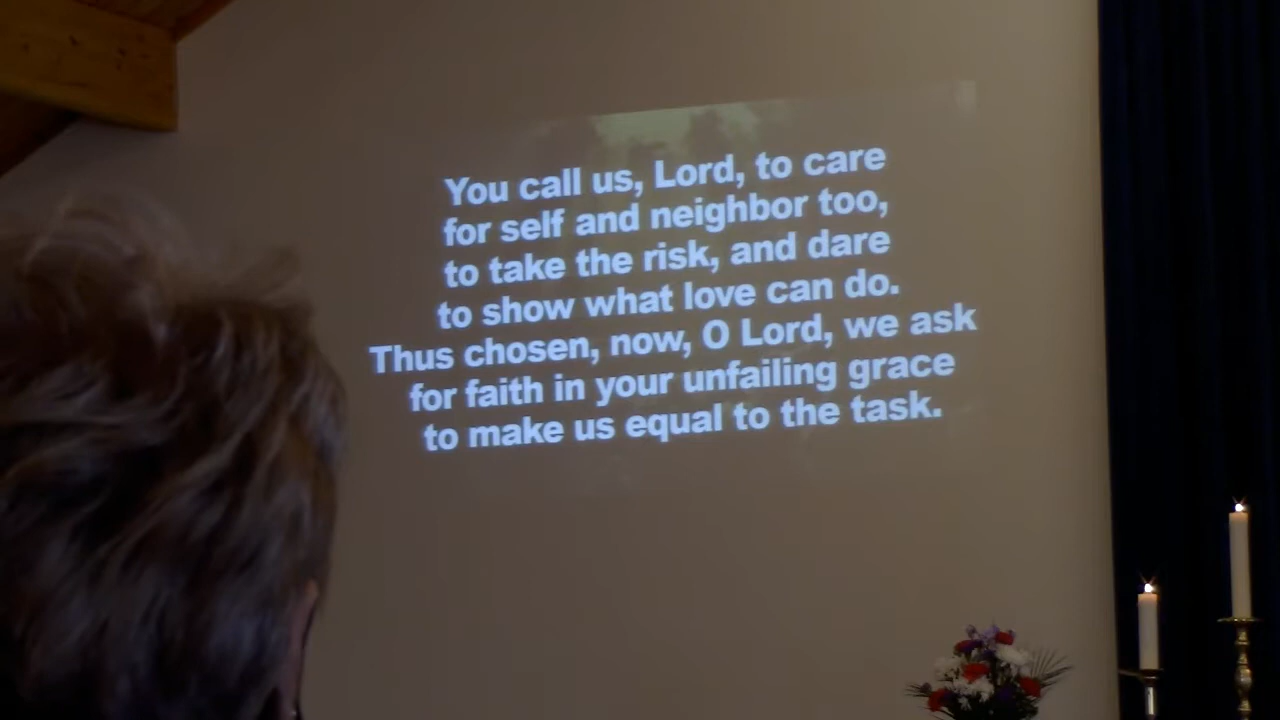 You call us, Lord, to care
for self and neighbor too,
to take the risk, and dare
to show what love can do.
Thus chosen, now, O Lord, we ask
for faith in your unfailing grace
to make us equal to the task.